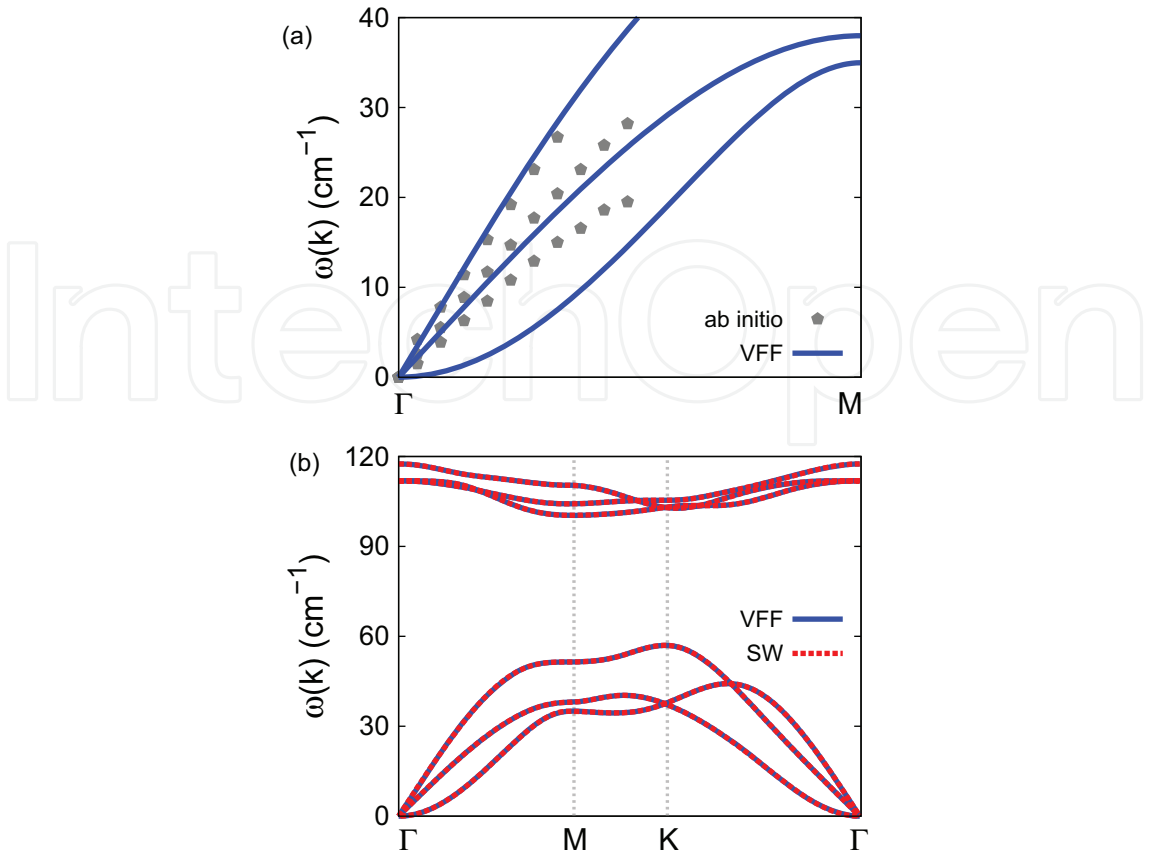 (a)
40
30
20
10
0
ω(k) (cm⁻¹)
ab initio
VFF
Γ
M
IntechOpen
(b)
120
90
60
30
0
ω(k) (cm⁻¹)
VFF
SW
Γ
M
K
Γ